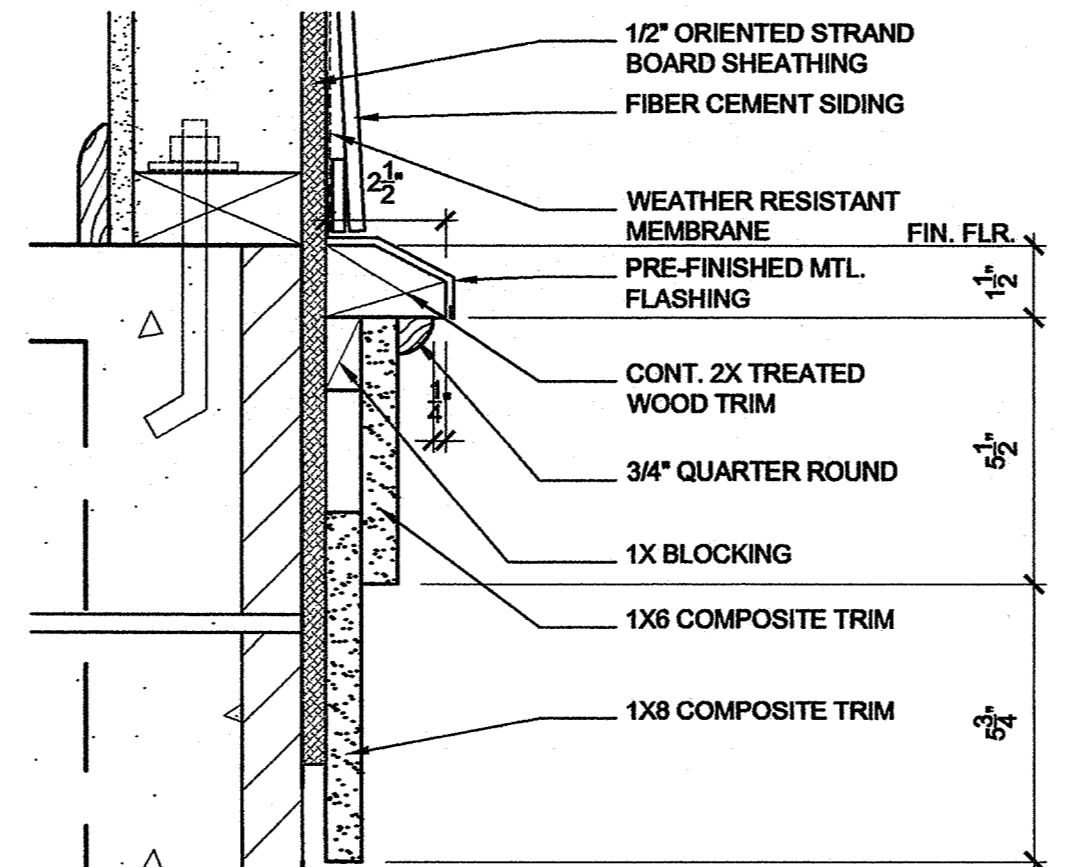 1/2" ORIENTED STRAND
BOARD SHEATHING
FIBER CEMENT SIDING
2 1/2"
WEATHER RESISTANT
MEMBRANE
FIN. FLR.
PRE-FINISHED MTL.
FLASHING
1 1/2"
CONT. 2X TREATED
WOOD TRIM
1/4"
5 1/2"
3/4" QUARTER ROUND
1X BLOCKING
1X6 COMPOSITE TRIM
1X8 COMPOSITE TRIM
5 3/4"